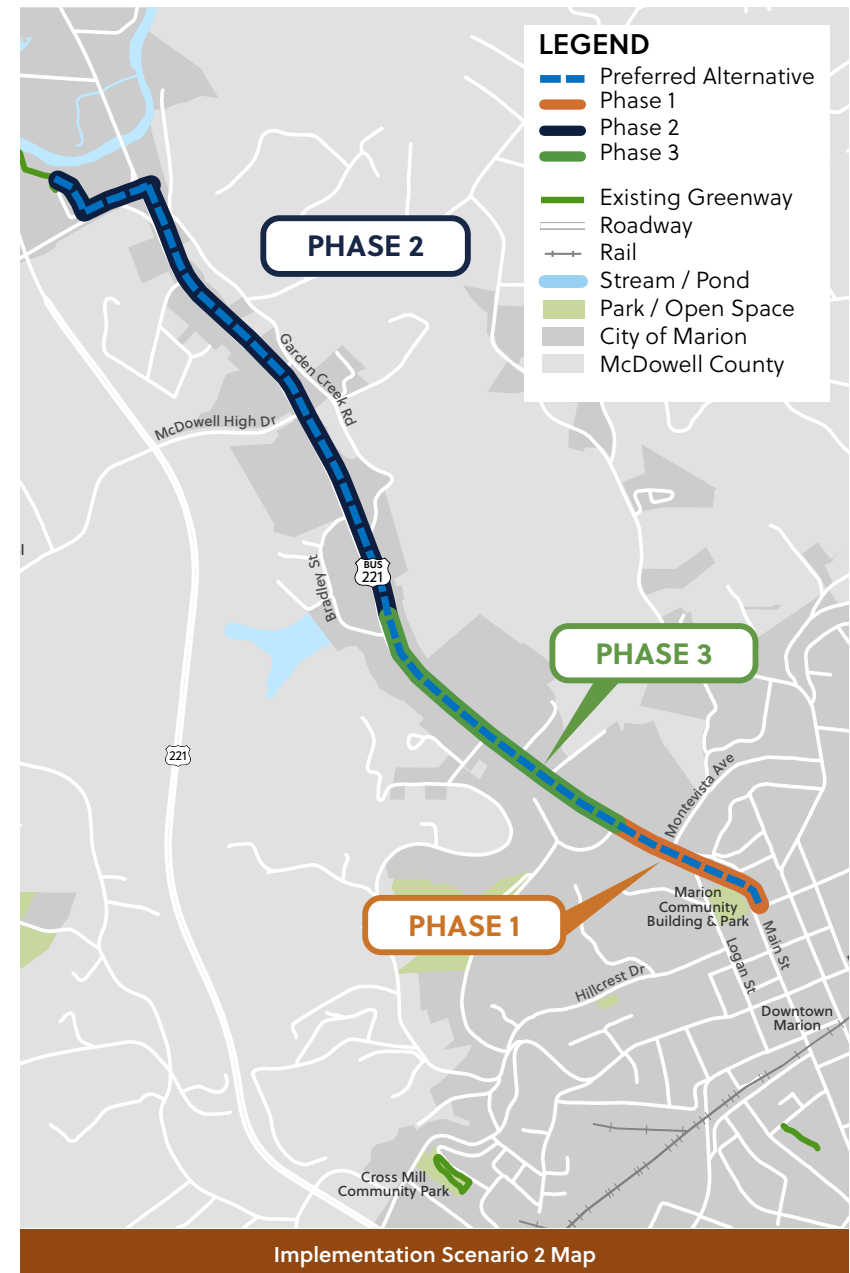 LEGEND
Preferred Alternative
Phase 1
Phase 2
Phase 3
Existing Greenway
Roadway
Rail
Stream / Pond
Park / Open Space
City of Marion
McDowell County
PHASE 2
Garden Creek Rd
McDowell High Dr
BUS
221
Bradley St
PHASE 3
221
Montevista Ave
PHASE 1
Marion
Community
Building & Park
Main St
Logan St
Hillcrest Dr
Downtown
Marion
Cross Mill
Community Park
Implementation Scenario 2 Map